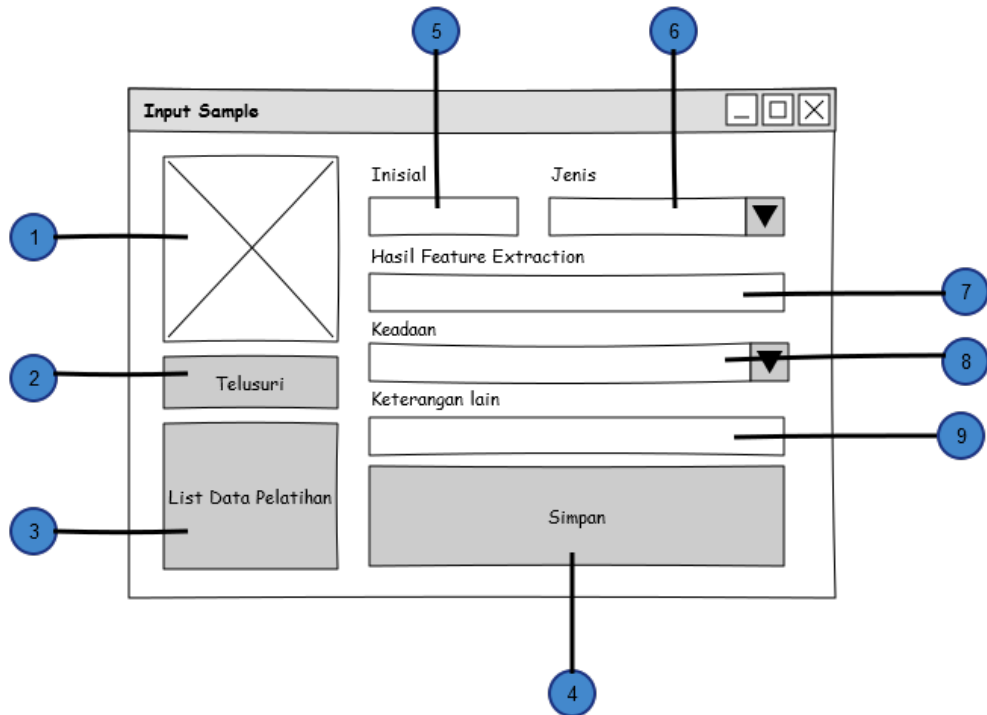 5
6
Input Sample
Inisial
Jenis
1
Hasil Feature Extraction
7
Keadaan
8
2
Telusuri
Keterangan lain
9
List Data Pelatihan
3
Simpan
4